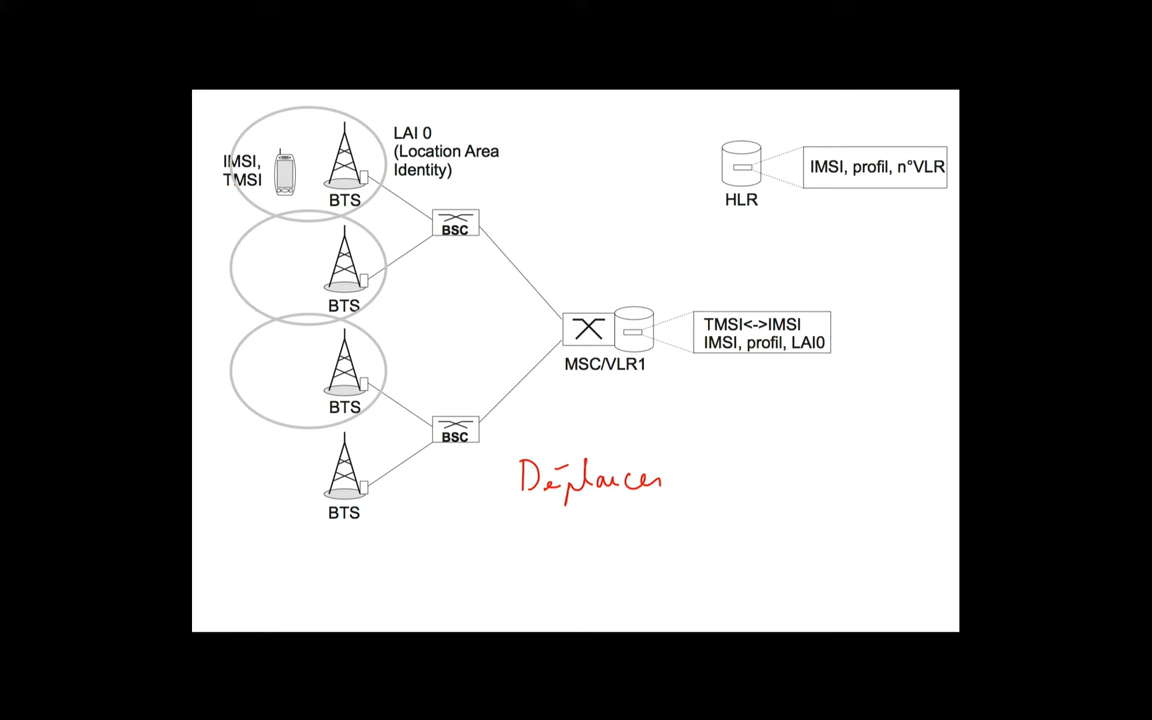 LAI 0
(Location Area
Identity)
IMSI,
TMSI
BTS
BSC
BTS
BTS
BSC
BTS
HLR
IMSI, profil, n°VLR
MSC/VLR1
TMSI<->IMSI
IMSI, profil, LAI0
Déplacer